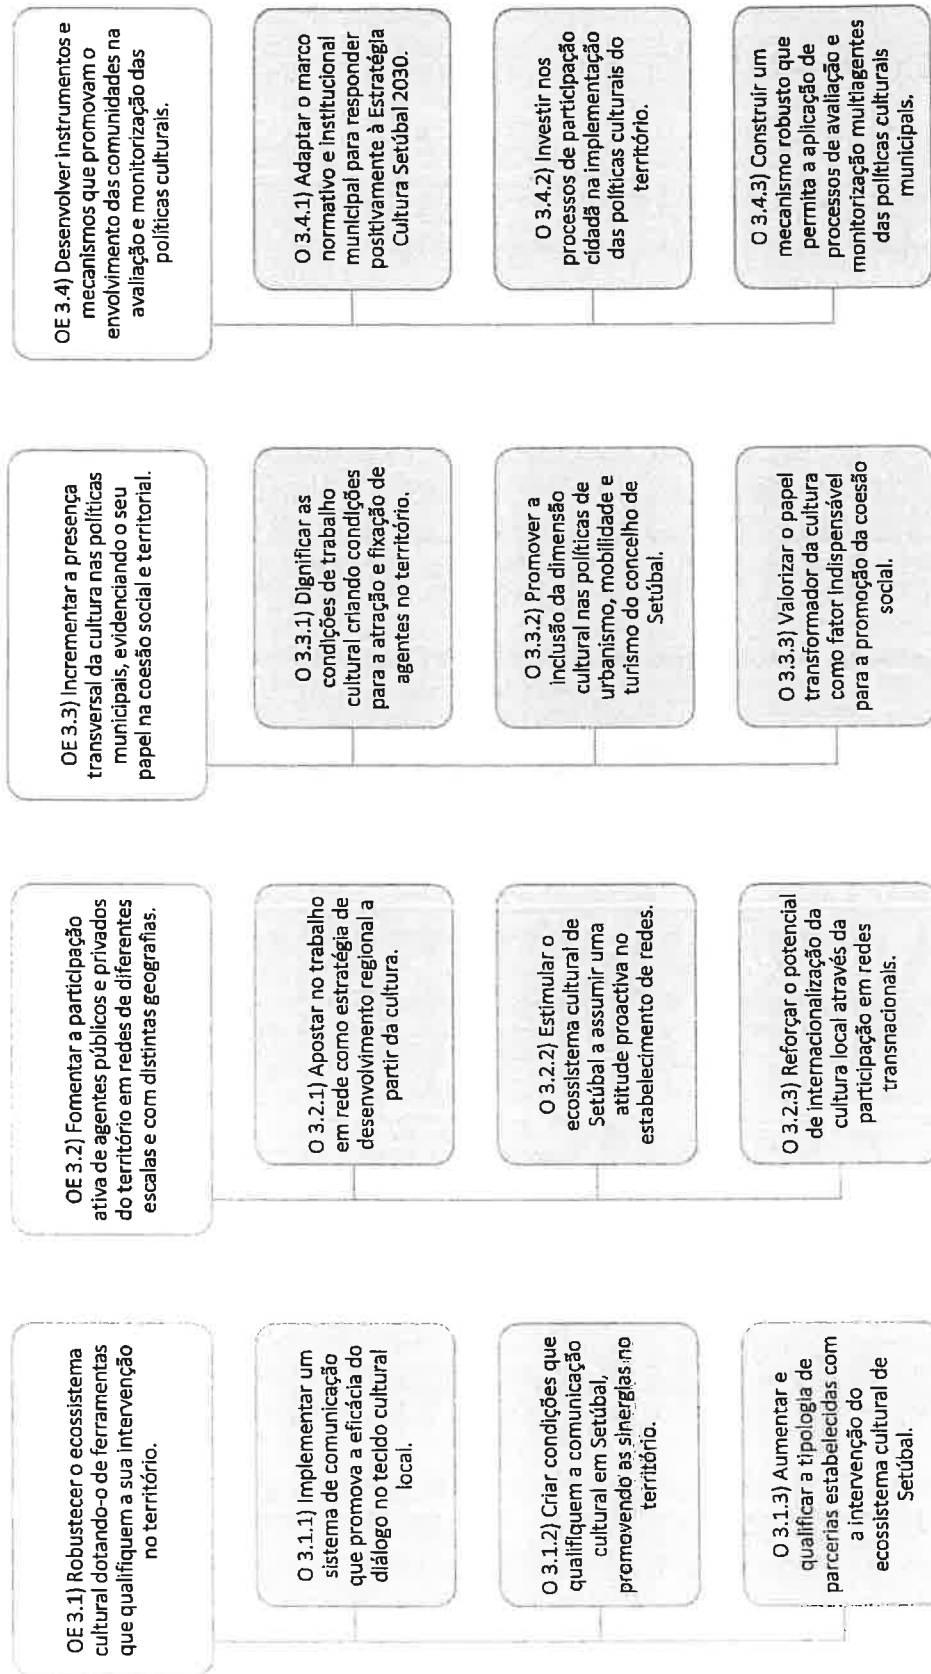 OE 3.1) Robustecer o ecossistema
cultural dotando-o de ferramentas
que qualifiquem a sua intervenção
no território.
O 3.1.1) Implementar um
sistema de comunicação
que promova a eficácia do
diálogo no tecido cultural
local.
O 3.1.2) Criar condições que
qualifiquem a comunicação
cultural em Setúbal,
promovendo as sinergias no
território.
O 3.1.3) Aumentar e
qualificar a tipologia de
parcerias estabelecidas com
a intervenção do
ecossistema cultural de
Setúbal.
OE 3.2) Fomentar a participação
ativa de agentes públicos e privados
do território em redes de diferentes
escalas e com distintas geografias.
O 3.2.1) Apostar no trabalho
em rede como estratégia de
desenvolvimento regional a
partir da cultura.
O 3.2.2) Estimular o
ecossistema cultural de
Setúbal a assumir uma
atitude proactiva no
estabelecimento de redes.
O 3.2.3) Reforçar o potencial
de internacionalização da
cultura local através da
participação em redes
transnacionais.
OE 3.3) Incrementar a presença
transversal da cultura nas políticas
municipais, evidenciando o seu
papel na coesão social e territorial.
O 3.3.1) Dignificar as
condições de trabalho
cultural criando condições
para a atração e fixação de
agentes no território.
O 3.3.2) Promover a
inclusão da dimensão
cultural nas políticas de
urbanismo, mobilidade e
turismo do concelho de
Setúbal.
O 3.3.3) Valorizar o papel
transformador da cultura
como fator indispensável
para a promoção da coesão
social.
OE 3.4) Desenvolver instrumentos e
mecanismos que promovam o
envolvimento das comunidades na
avaliação e monitorização das
políticas culturais.
O 3.4.1) Adaptar o marco
normativo e institucional
municipal para responder
positivamente à Estratégia
Cultura Setúbal 2030.
O 3.4.2) Investir nos
processos de participação
cidadã na implementação
das políticas culturais do
território.
O 3.4.3) Construir um
mecanismo robusto que
permita a aplicação de
processos de avaliação e
monitorização multiagentes
das políticas culturais
municipais.